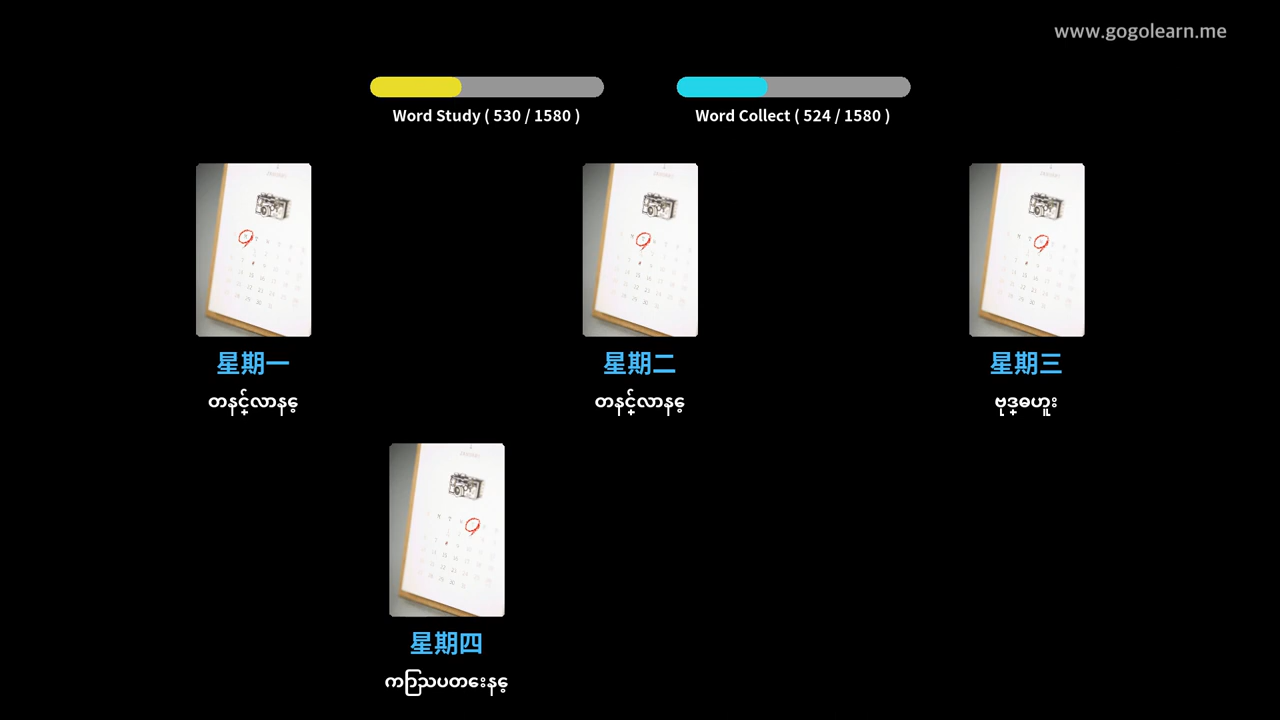 www.gogolearn.me
Word Study ( 530 / 1580 )
Word Collect ( 524 / 1580 )
星期一
星期二
星期三
တနင်္လာနေ့
တနင်္လာနေ့
ဗုဒ္ဓဟူး
星期四
ကြာသပတေးနေ့